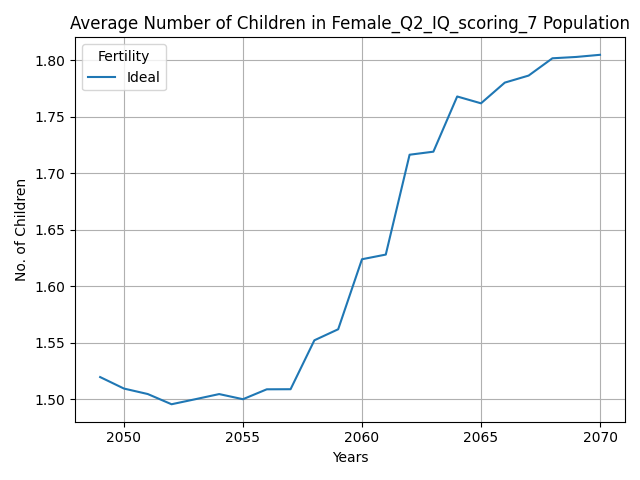 Average Number of Children in Female_Q2_IQ_scoring_7 Population
Fertility
Ideal
No. of Children
1.80
1.75
1.70
1.65
1.60
1.55
1.50
2050 2055 2060 2065 2070
Years